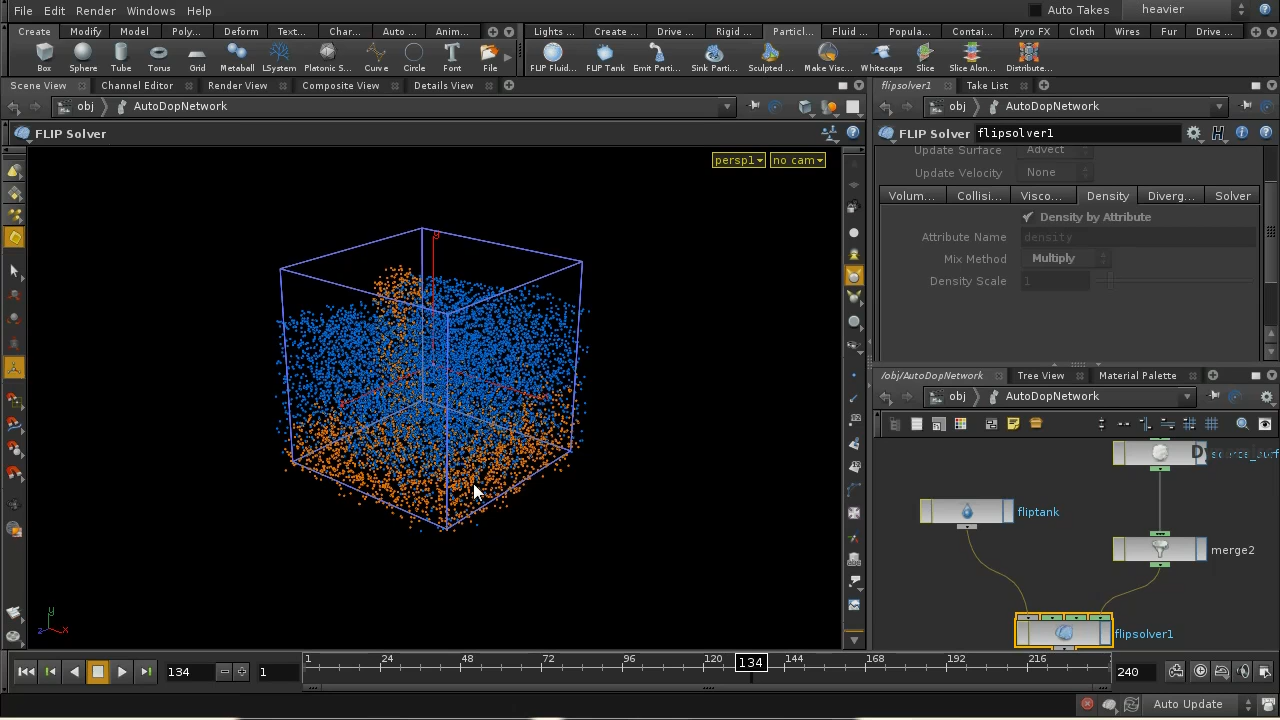 File Edit Render Windows Help Auto Takes heavier
Create Modify Model Poly... Deform Text... Char... Auto ... Anim... Lights ... Create ... Drive ... Rigid ... Particl... Fluid ... Popula... Contai... Pyro FX Cloth Wires Fur Drive ...
Box Sphere Tube Torus Grid Metaball LSystem Platonic S... Curve Circle Font File FLIP Fluid... FLIP Tank Emit Parti... Sink Parti... Sculpted ... Make Visc... Whitecaps Slice Slice Alon... Distribute...
Scene View Channel Editor Render View Composite View Details View flipsolver1 Take List
obj AutoDopNetwork obj AutoDopNetwork
FLIP Solver FLIP Solver flipsolver1
Update Surface Advect
persp1 no cam
Update Velocity None
Volum... Collisi... Visco... Density Diverg... Solver
Density by Attribute
Attribute Name density
Mix Method Multiply
Density Scale 1
/obj/AutoDopNetwork Tree View Material Palette
obj AutoDopNetwork
fliptank
merge2
flipsolver1
y
z x
134 1 1 24 48 72 96 120 134 144 168 192 216 240
Auto Update